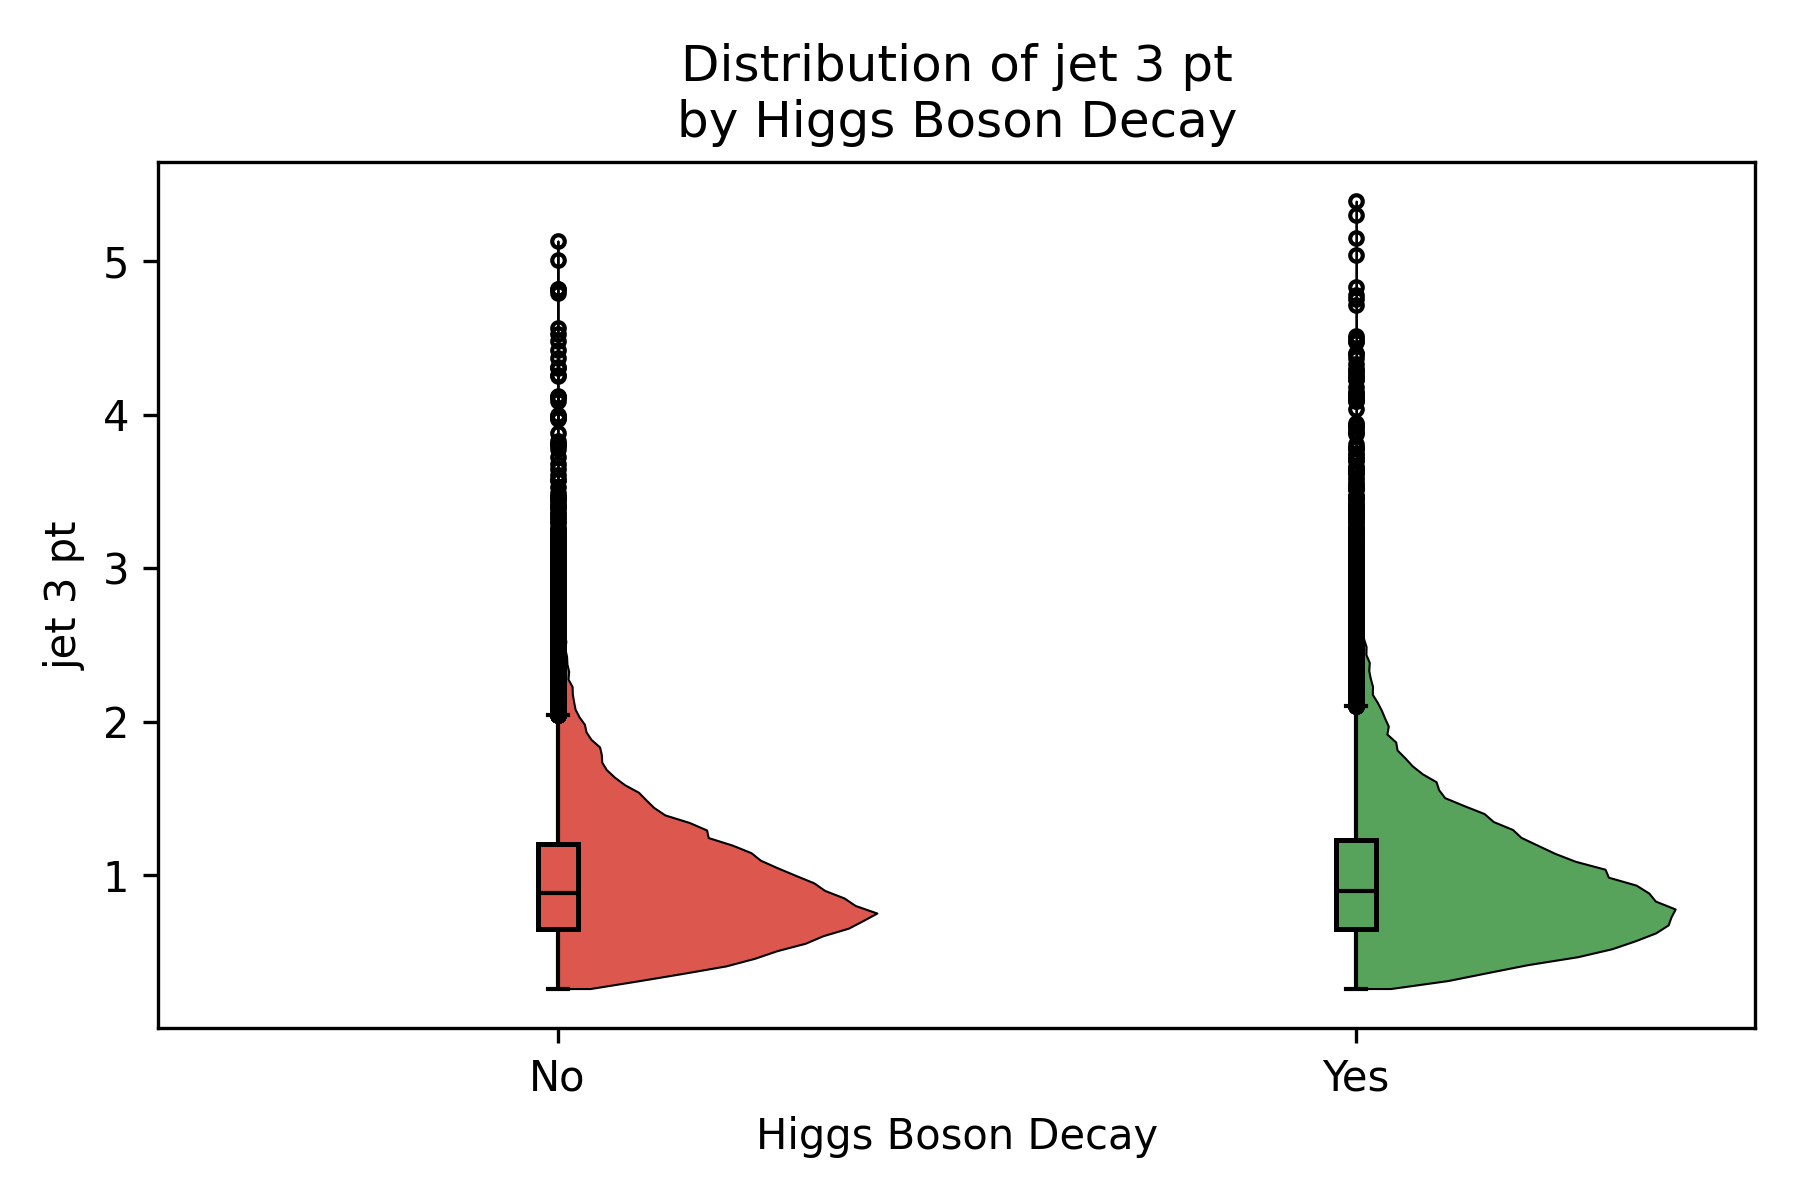 Distribution of jet 3 pt
by Higgs Boson Decay
jet 3 pt
5
4
3
2
1
No
Yes
Higgs Boson Decay